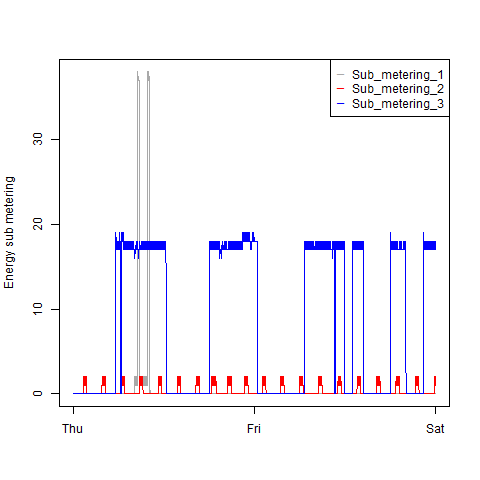 Sub_metering_1
Sub_metering_2
Sub_metering_3
Energy sub metering
30
20
10
0
Thu
Fri
Sat